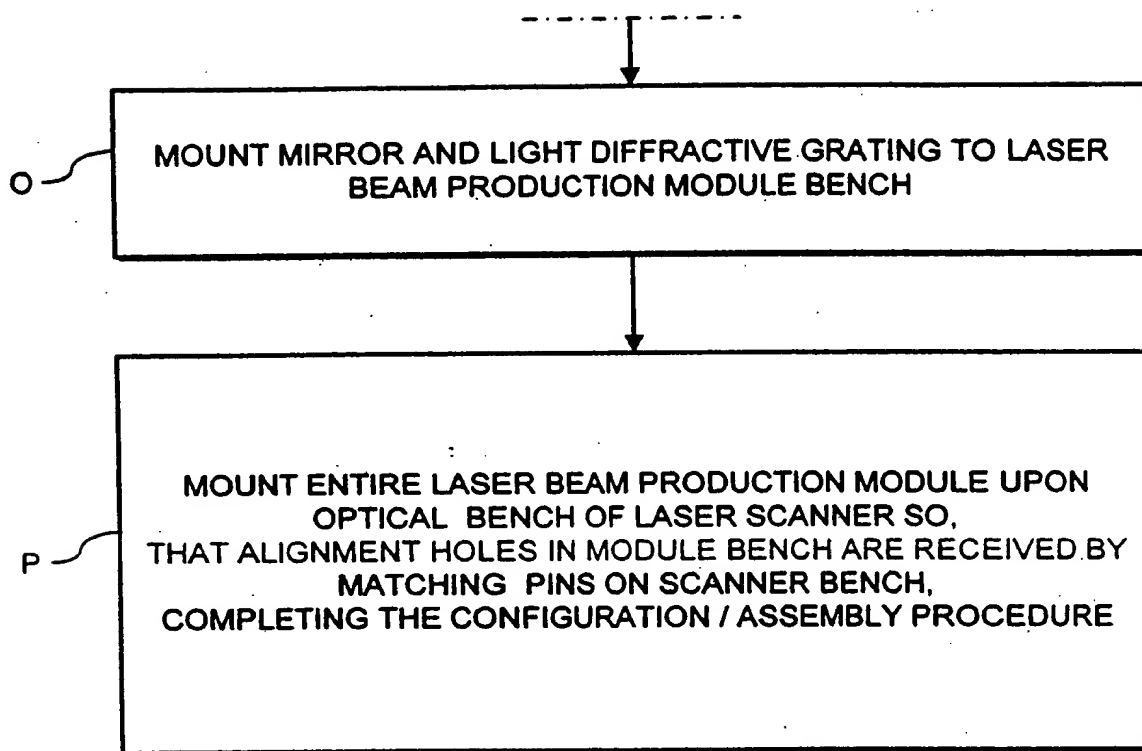 O
MOUNT MIRROR AND LIGHT DIFFRACTIVE GRATING TO LASER
BEAM PRODUCTION MODULE BENCH
P
MOUNT ENTIRE LASER BEAM PRODUCTION MODULE UPON
OPTICAL BENCH OF LASER SCANNER SO,
THAT ALIGNMENT HOLES IN MODULE BENCH ARE RECEIVED BY
MATCHING PINS ON SCANNER BENCH,
COMPLETING THE CONFIGURATION / ASSEMBLY PROCEDURE